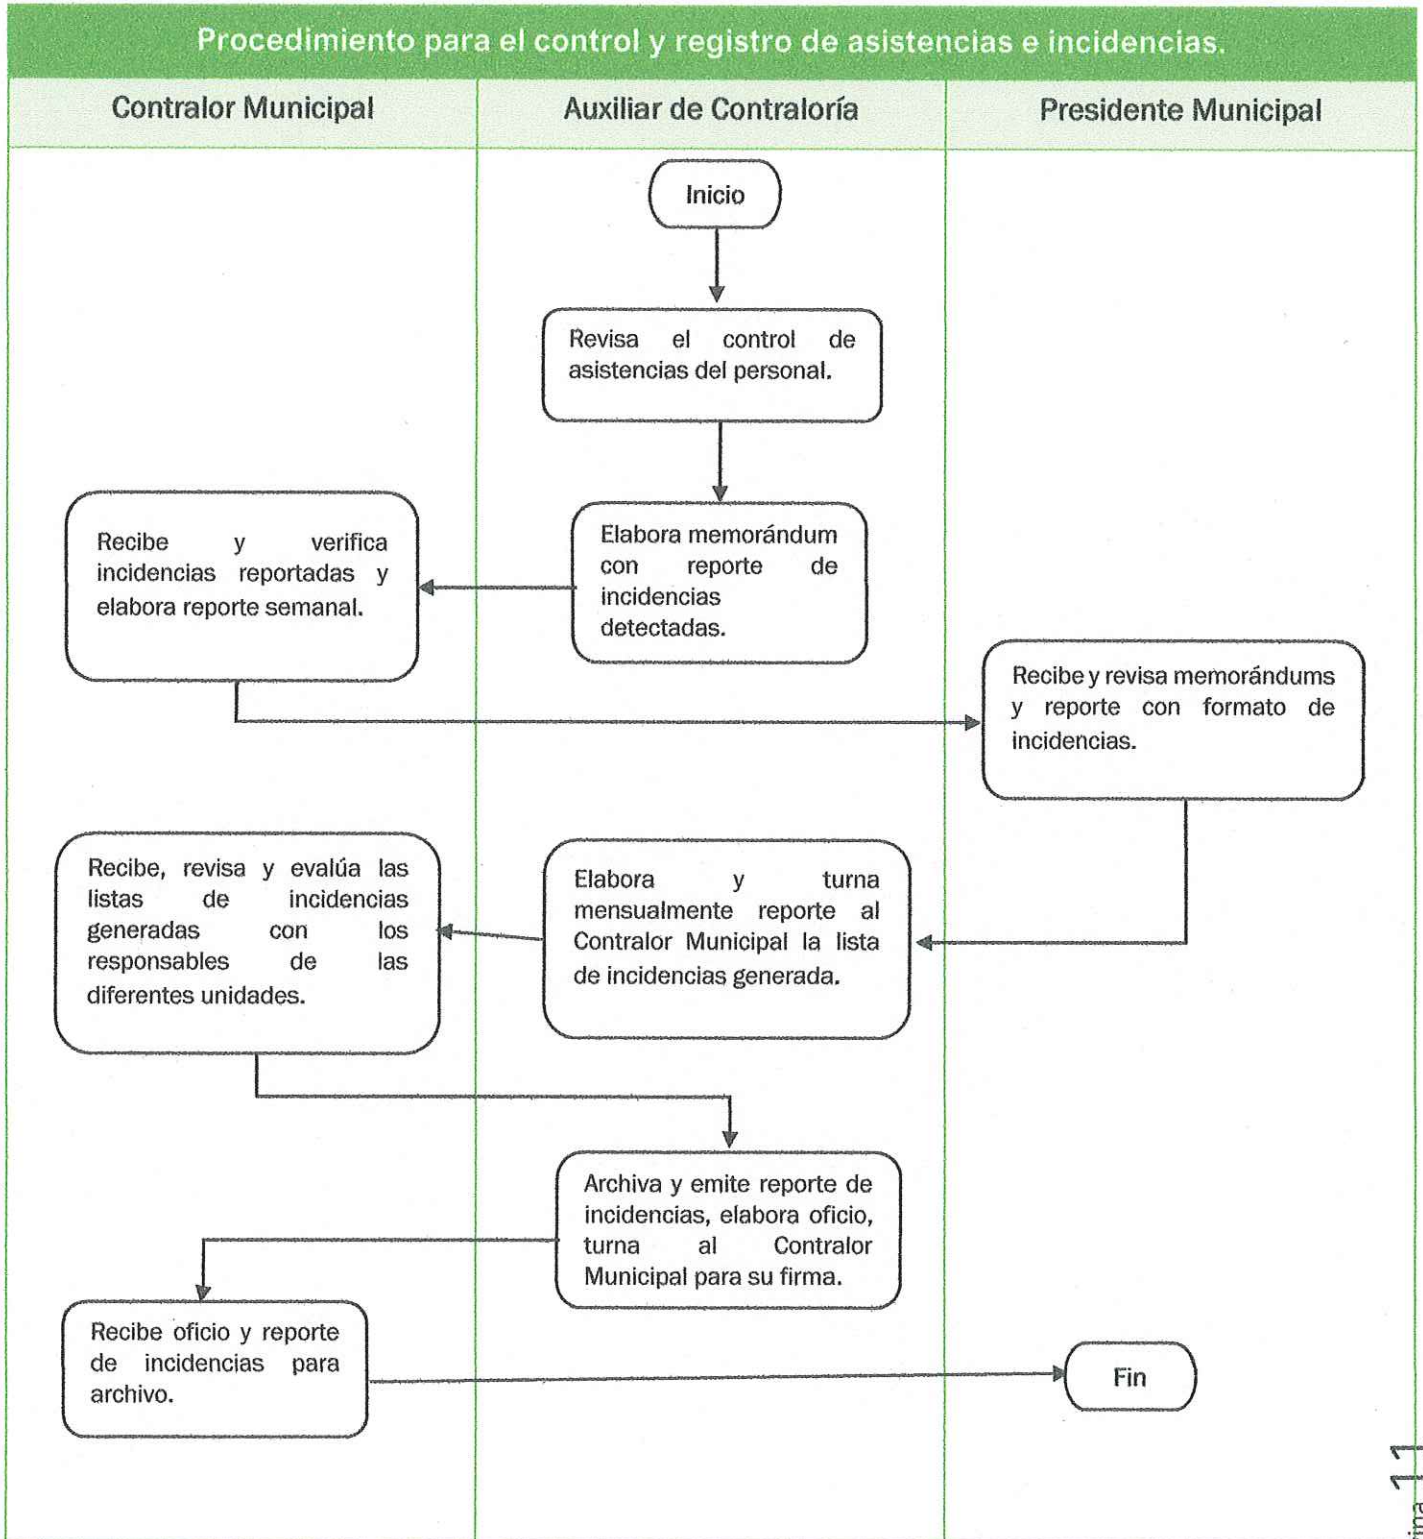 Procedimiento para el control y registro de asistencias e incidencias.
Contralor Municipal
Auxiliar de Contraloría
Presidente Municipal
Inicio
Revisa el control de
asistencias del personal.
Elabora memorándum
con reporte de
incidencias
detectadas.
Recibe y verifica
incidencias reportadas y
elabora reporte semanal.
Recibe y revisa memorándums
y reporte con formato de
incidencias.
Elabora y turna
mensualmente reporte al
Contralor Municipal la lista
de incidencias generada.
Recibe, revisa y evalúa las
listas de incidencias
generadas con los
responsables de las
diferentes unidades.
Archiva y emite reporte de
incidencias, elabora oficio,
turna al Contralor
Municipal para su firma.
Recibe oficio y reporte
de incidencias para
archivo.
Fin
11